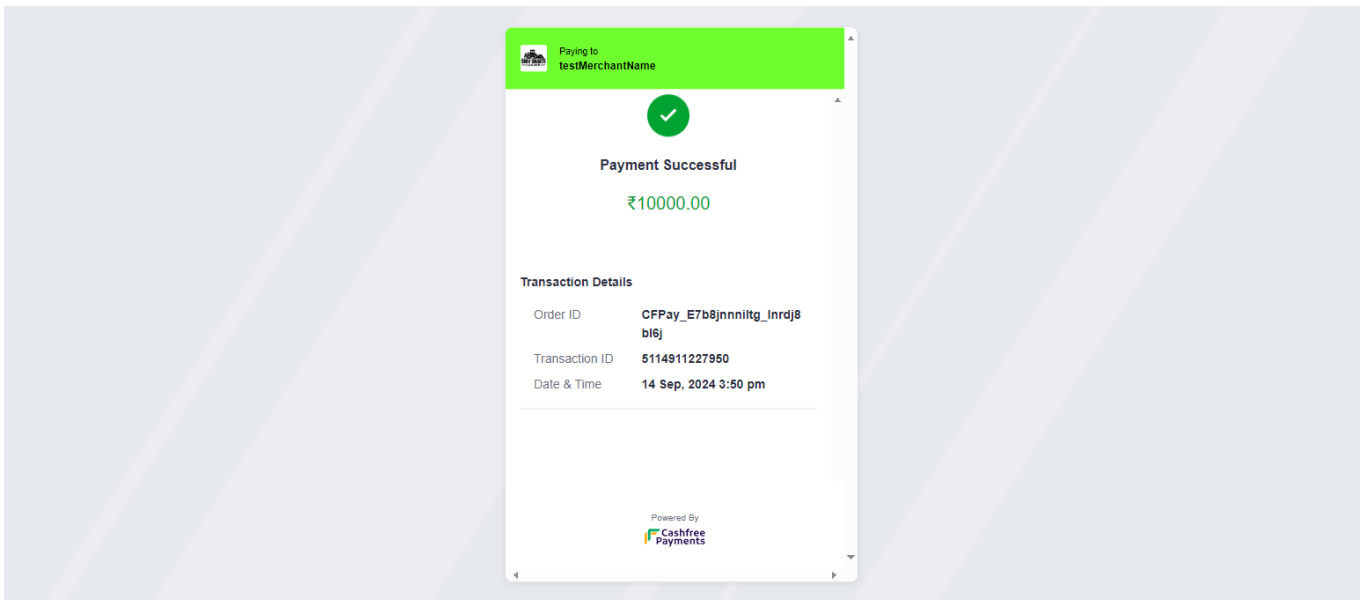 Paying to
testMerchantName
Payment Successful
₹10000.00
Transaction Details
Order ID CFPay_E7b8jnnniltg_lnrdj8
bl6j
Transaction ID 5114911227950
Date & Time 14 Sep, 2024 3:50 pm
Powered By
Cashfree
Payments